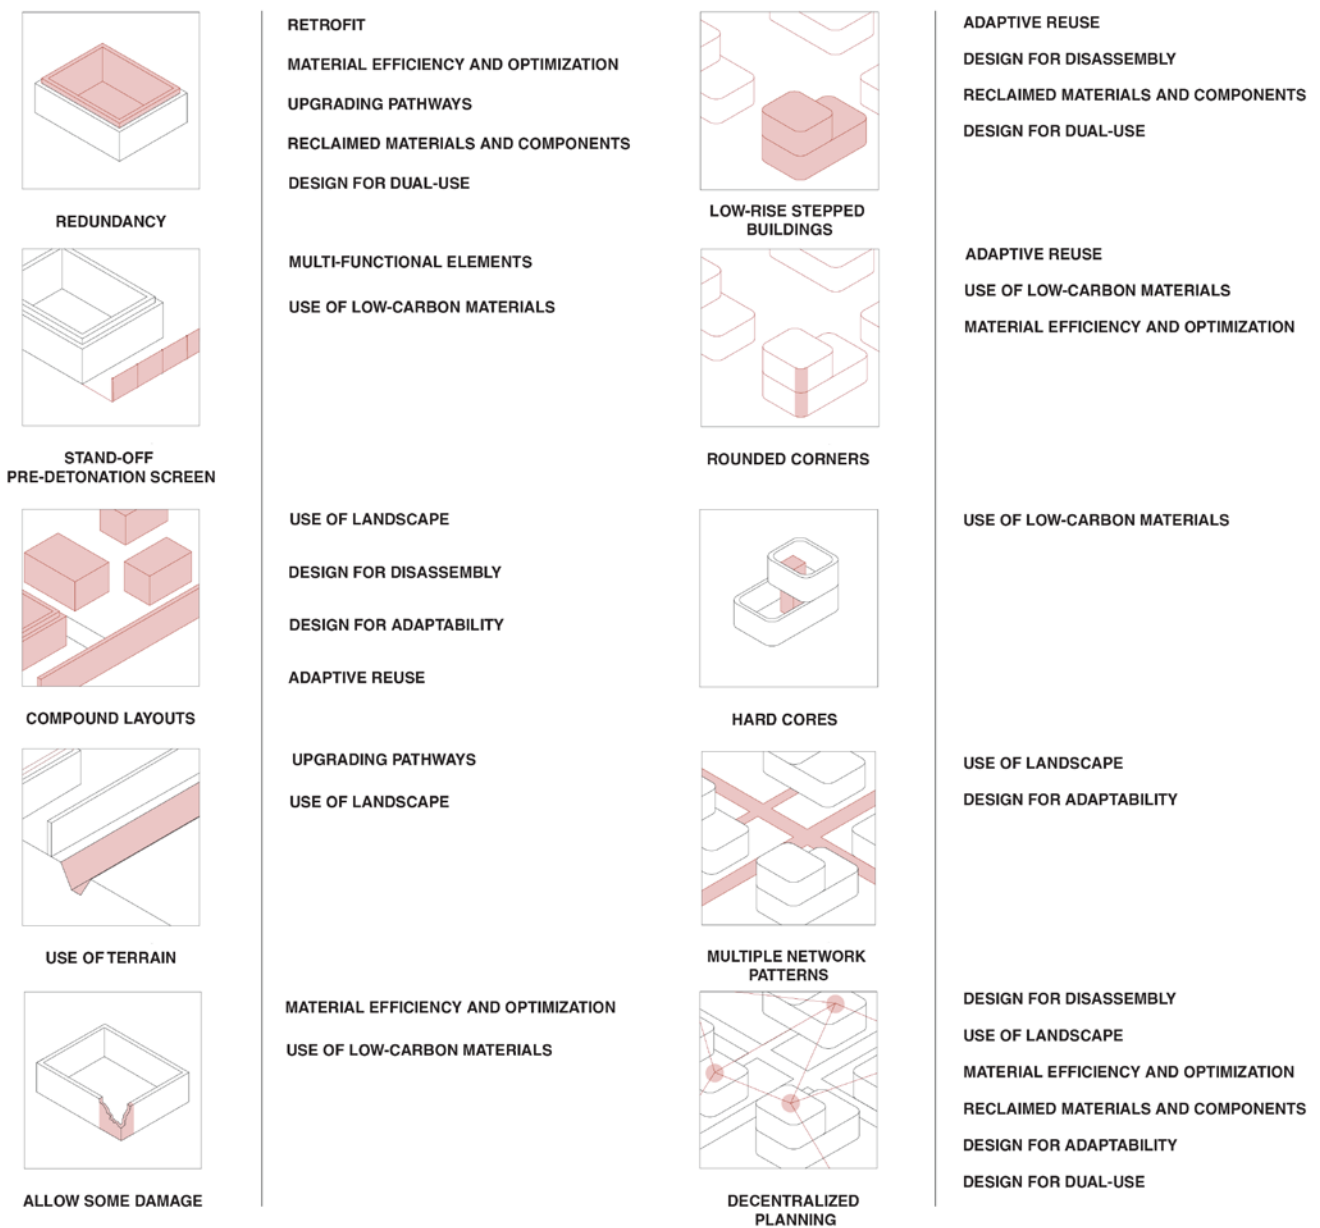 RETROFIT
MATERIAL EFFICIENCY AND OPTIMIZATION
UPGRADING PATHWAYS
RECLAIMED MATERIALS AND COMPONENTS
DESIGN FOR DUAL-USE
REDUNDANCY
MULTI-FUNCTIONAL ELEMENTS
USE OF LOW-CARBON MATERIALS
STAND-OFF
PRE-DETONATION SCREEN
USE OF LANDSCAPE
DESIGN FOR DISASSEMBLY
DESIGN FOR ADAPTABILITY
ADAPTIVE REUSE
COMPOUND LAYOUTS
UPGRADING PATHWAYS
USE OF LANDSCAPE
USE OF TERRAIN
MATERIAL EFFICIENCY AND OPTIMIZATION
USE OF LOW-CARBON MATERIALS
ALLOW SOME DAMAGE
ADAPTIVE REUSE
DESIGN FOR DISASSEMBLY
RECLAIMED MATERIALS AND COMPONENTS
DESIGN FOR DUAL-USE
LOW-RISE STEPPED
BUILDINGS
ADAPTIVE REUSE
USE OF LOW-CARBON MATERIALS
MATERIAL EFFICIENCY AND OPTIMIZATION
ROUNDED CORNERS
USE OF LOW-CARBON MATERIALS
HARD CORES
USE OF LANDSCAPE
DESIGN FOR ADAPTABILITY
MULTIPLE NETWORK
PATTERNS
DESIGN FOR DISASSEMBLY
USE OF LANDSCAPE
MATERIAL EFFICIENCY AND OPTIMIZATION
RECLAIMED MATERIALS AND COMPONENTS
DESIGN FOR ADAPTABILITY
DESIGN FOR DUAL-USE
DECENTRALIZED
PLANNING